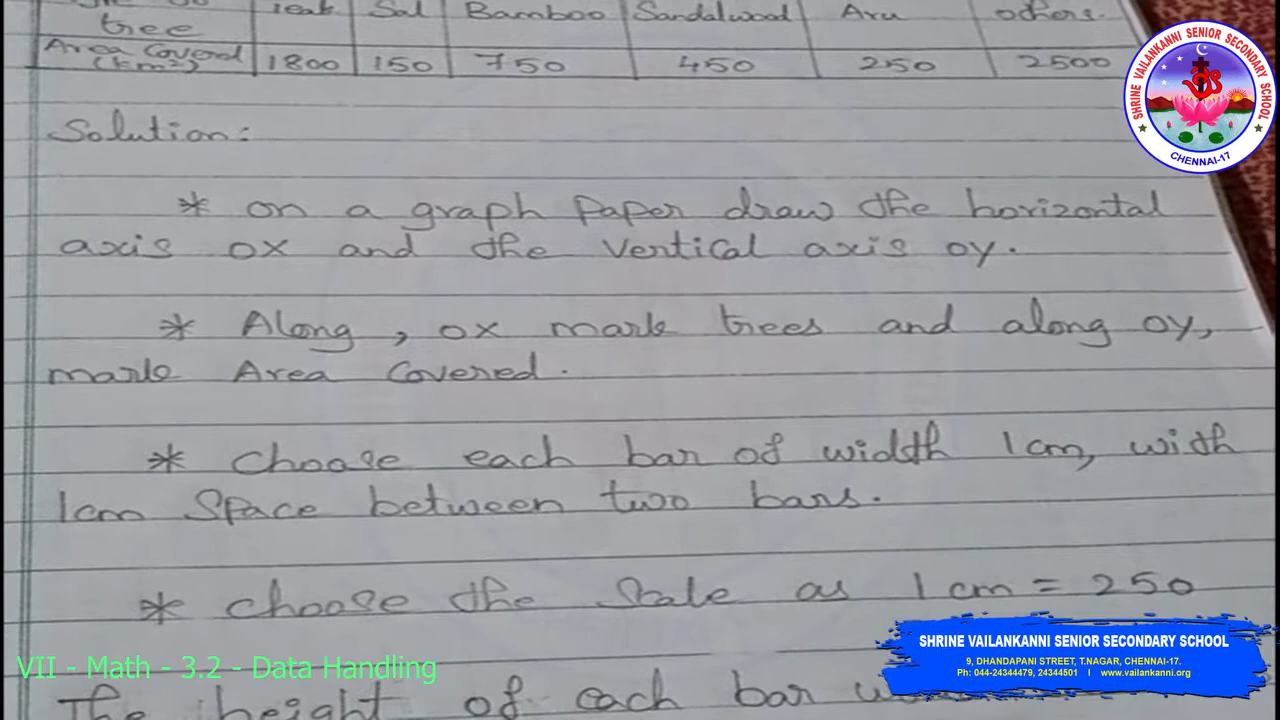 teak Sal Bamboo Sandalwood Aru others.
tree
Area Covered (km²) 1800 150 750 450 250 2500
Solution:
* on a graph Paper draw the horizontal
axis ox and the vertical axis oy.
* Along, ox mark trees and along oy,
mark Area Covered.
* choose each bar of width 1cm, with
1cm Space between two bars.
* choose the Scale as 1cm = 250
The height of each bar
SHRINE VAILANKANNI SENIOR SECONDARY SCHOOL
CHENNAI-17
VII - Math - 3.2 - Data Handling
SHRINE VAILANKANNI SENIOR SECONDARY SCHOOL
9, DHANDAPANI STREET, T.NAGAR, CHENNAI-17.
Ph: 044-24344479, 24344501 I www.vailankanni.org